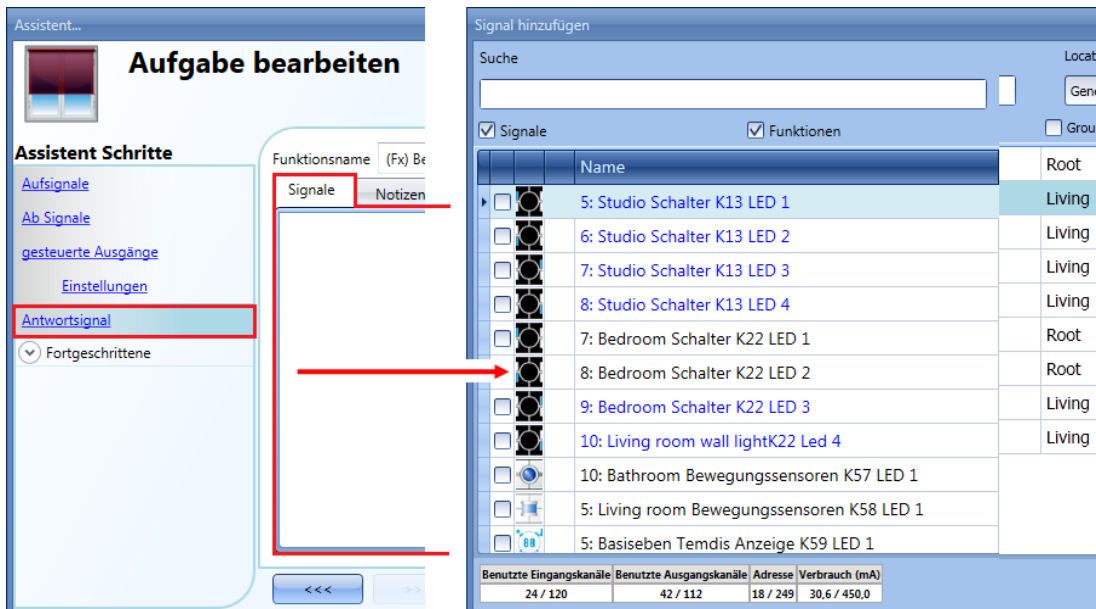 Assistent...
Aufgabe bearbeiten
Assistent Schritte
Aufsignale
Ab Signale
gesteuerte Ausgänge
Einstellungen
Antwortsignal
Fortgeschrittene
Funktionsname (Fx) Be
Signale Notizen
<<< >>
Signal hinzufügen
Suche Locat
Gene
Signale Funktionen Grou
Name Root
5: Studio Schalter K13 LED 1 Living
6: Studio Schalter K13 LED 2 Living
7: Studio Schalter K13 LED 3 Living
8: Studio Schalter K13 LED 4 Living
7: Bedroom Schalter K22 LED 1 Root
8: Bedroom Schalter K22 LED 2 Root
9: Bedroom Schalter K22 LED 3 Living
10: Living room wall lightK22 Led 4 Living
10: Bathroom Bewegungssensoren K57 LED 1
5: Living room Bewegungssensoren K58 LED 1
88 5: Basiseben Temdis Anzeige K59 LED 1
Benutzte Eingangskanäle Benutzte Ausgangskanäle Adresse Verbrauch (mA)
24 / 120 42 / 112 18 / 249 30,6 / 450,0